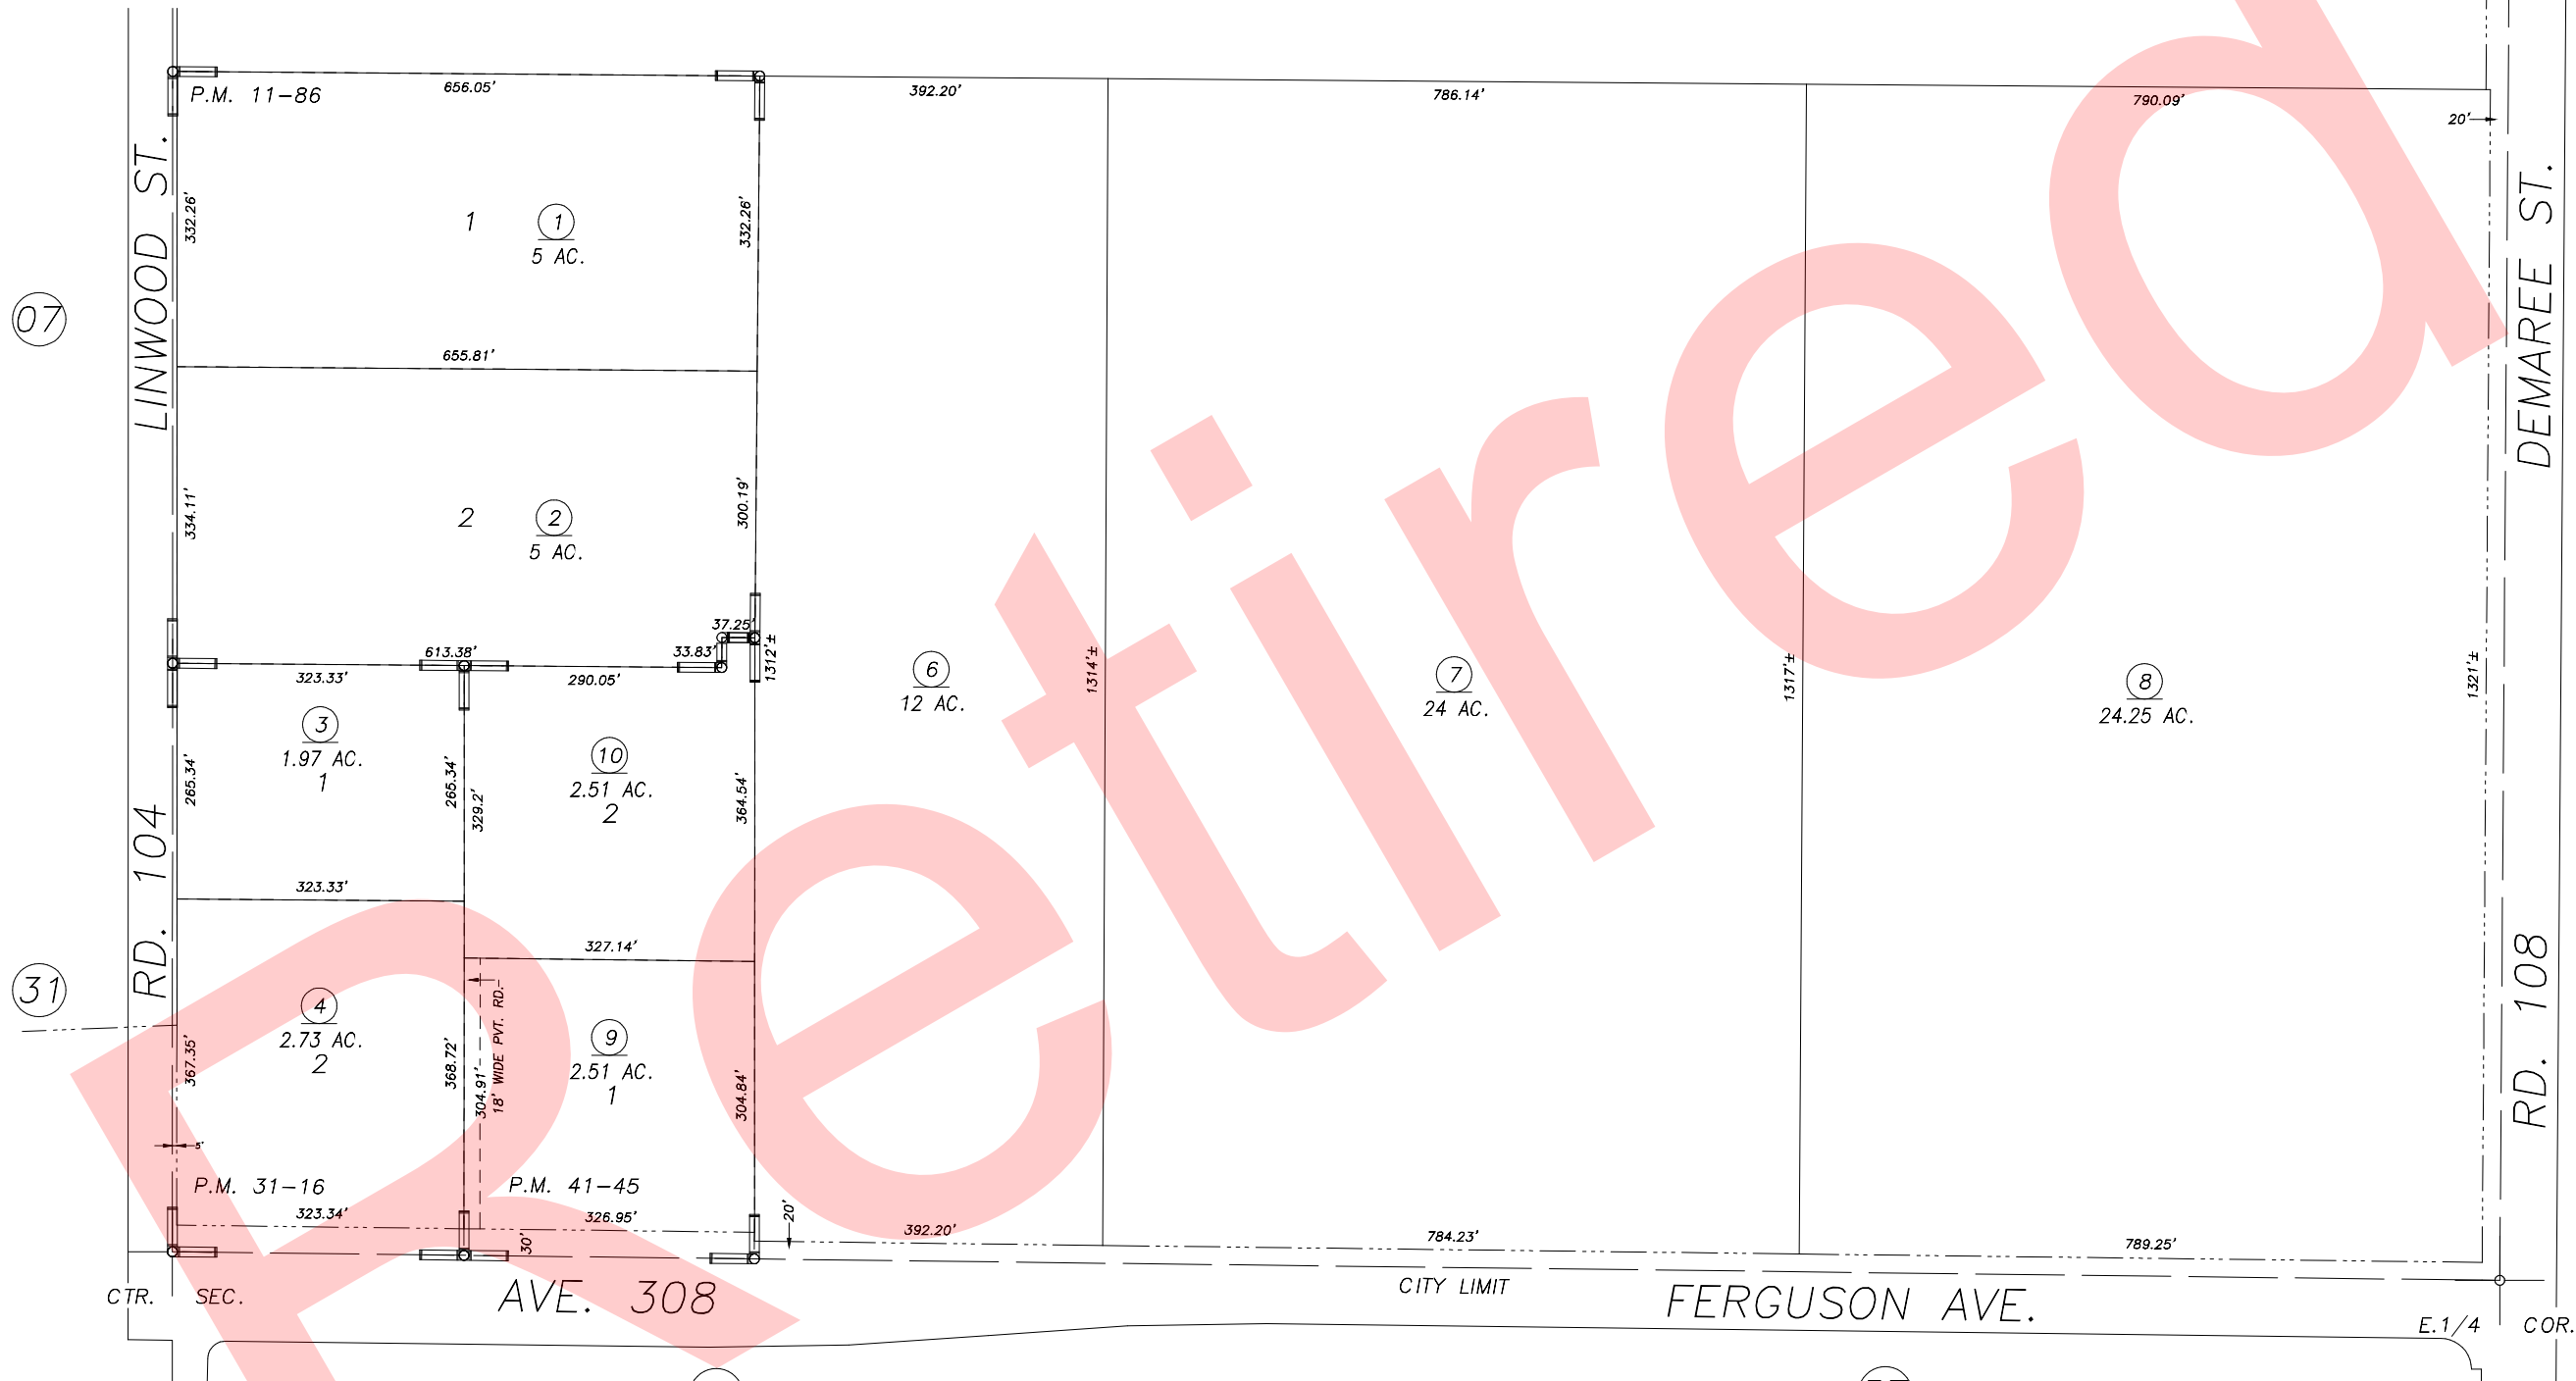 P.M. 11-86
656.05'
392.20'
786.14'
790.09'
20'
LINWOOD ST.
332.26'
332.26'
1
1
5 AC.
DEMAREE ST.
07
655.81'
334.11'
2
2
5 AC.
300.19'
37.25'
33.83'
613.38'
1312'±
323.33'
290.05'
6
12 AC.
1314'±
7
24 AC.
1317'±
8
24.25 AC.
1321'±
3
1.97 AC.
1
265.34'
265.34'
329.2'
10
2.51 AC.
2
364.54'
RD. 104
323.33'
327.14'
31
4
2.73 AC.
2
367.35'
368.72'
304.91'
18' WIDE PVT. RD.
9
2.51 AC.
1
304.84'
RD. 108
5'
P.M. 31-16
P.M. 41-45
323.34'
326.95'
30'
20'
392.20'
784.23'
789.25'
CTR. SEC.
AVE. 308
CITY LIMIT
FERGUSON AVE.
E.1/4 COR.
Retired